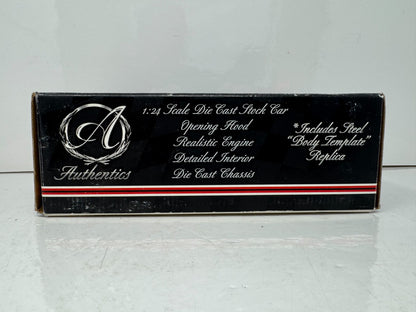 A
Authentics
1:24 Scale Die Cast Stock Car
Opening Hood
Realistic Engine
Detailed Interior
Die Cast Chassis
*Includes Steel
"Body Template"
Replica